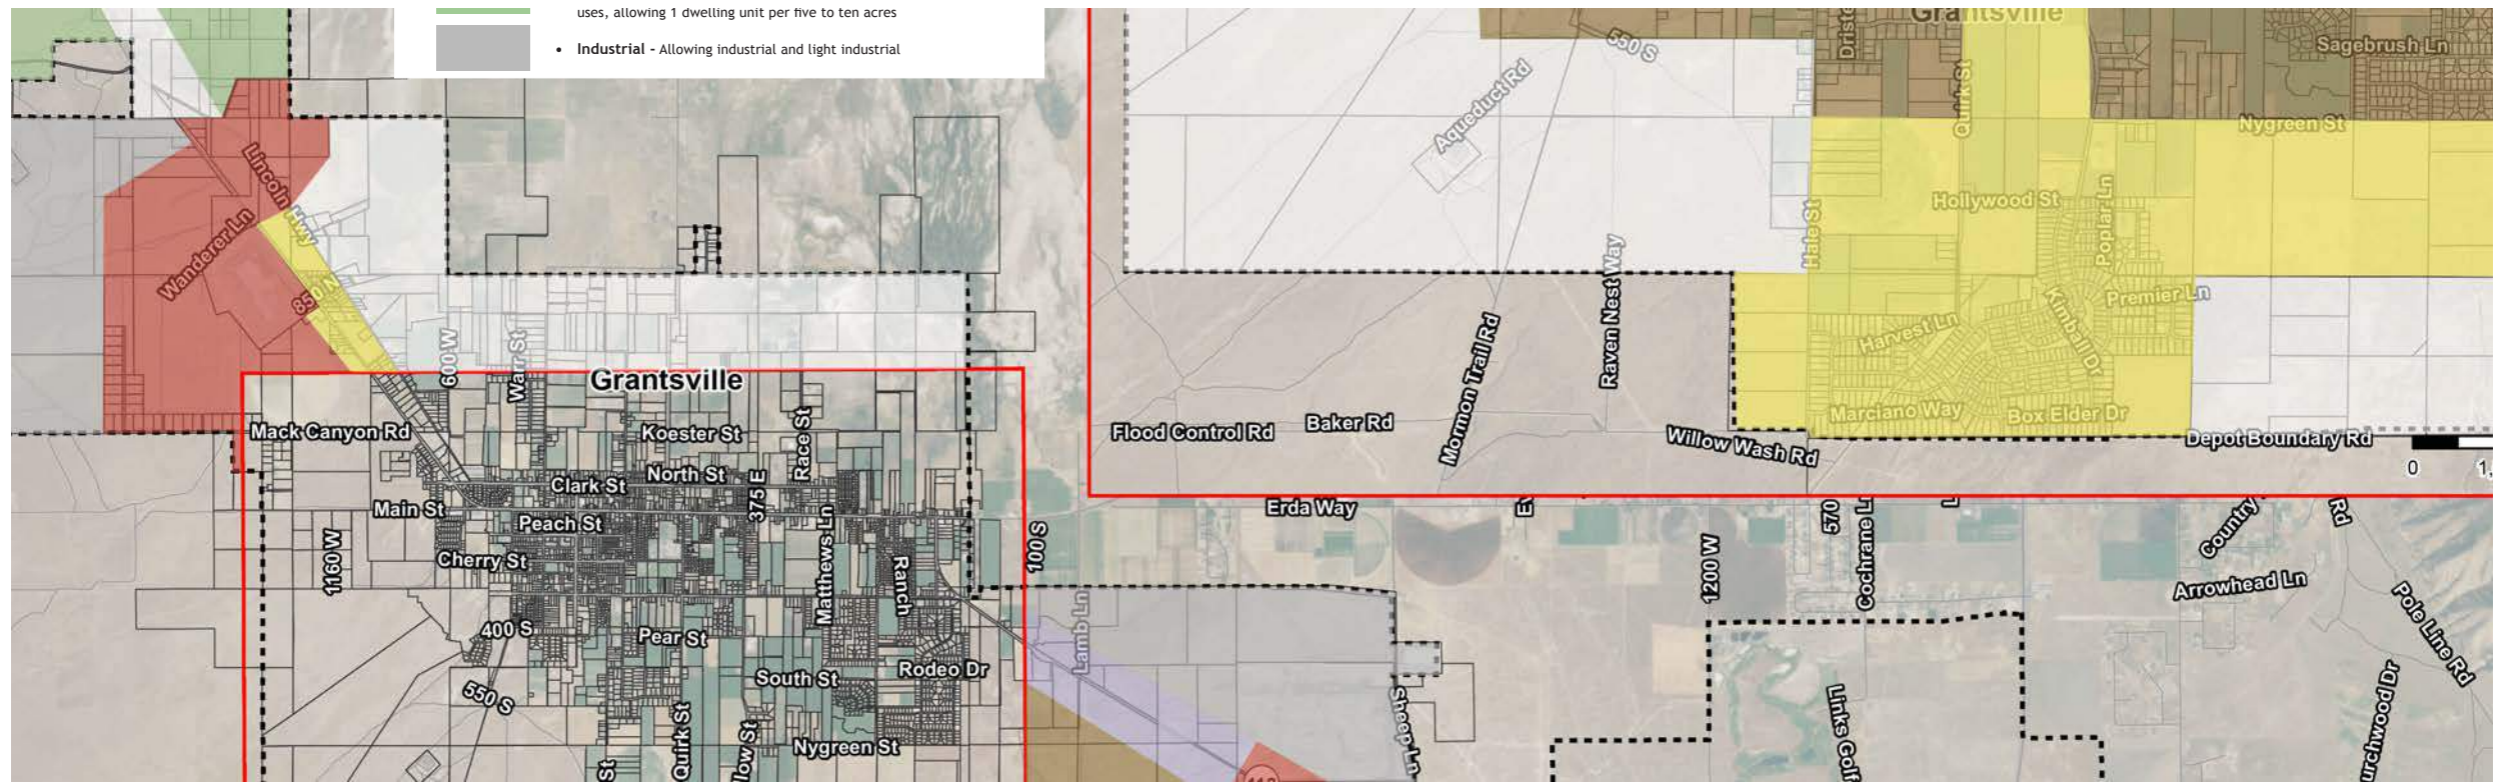 uses, allowing 1 dwelling unit per five to ten acres
• Industrial - Allowing industrial and light industrial
Grantsville
550 S
Sagebrush Ln
Aqueduct Rd
Quirk St
Nygreen St
Lincoln Hwy
Wanderer Ln
850 N
Hollywood St
Poplar Ln
Hale St
Raven Nest Way
Premier Ln
Kimball Dr
Harvest Ln
Mormon Trail Rd
600 W
Warr St
Grantsville
Marciano Way
Box Elder Dr
Flood Control Rd
Baker Rd
Willow Wash Rd
Depot Boundary Rd
0
1,
Mack Canyon Rd
Koester St
Race St
North St
Clark St
375 E
Main St
Peach St
Matthews Ln
Erda Way
570
Cochrane L
Country
Rd
100 S
1160 W
Cherry St
Ranch
1200 W
Arrowhead Ln
Pole Line Rd
Lamb Ln
400 S
Pear St
South St
Rodeo Dr
550 S
Quirk St
low St
Nygreen St
St
Sheep Ln
Links Golf
urchwood Dr